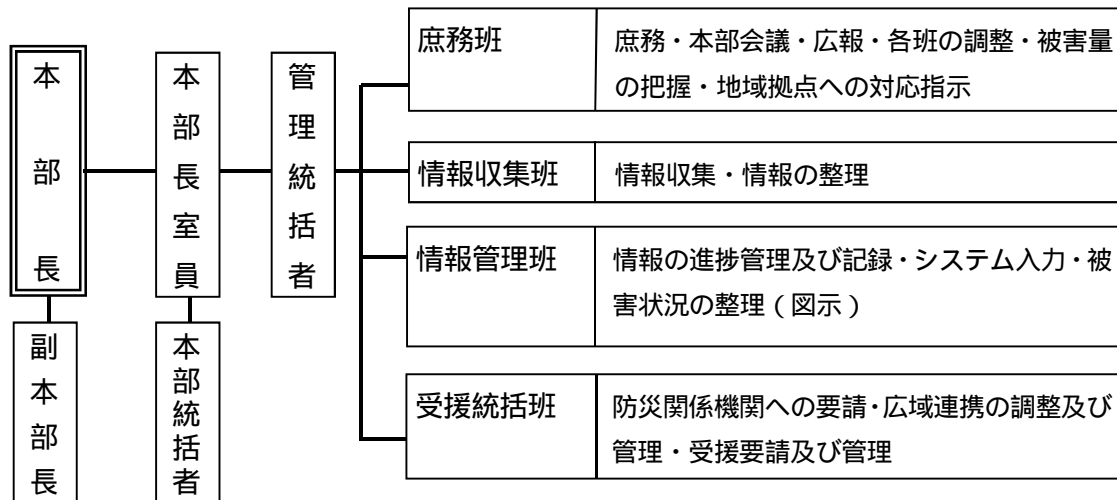 本部長
副本部長
本部長室員
本部統括者
管理統括者
庶務班
庶務・本部会議・広報・各班の調整・被害量
の把握・地域拠点への対応指示
情報収集班
情報収集・情報の整理
情報管理班
情報の進捗管理及び記録・システム入力・被
害状況の整理（図示）
受援統括班
防災関係機関への要請・広域連携の調整及び
管理・受援要請及び管理